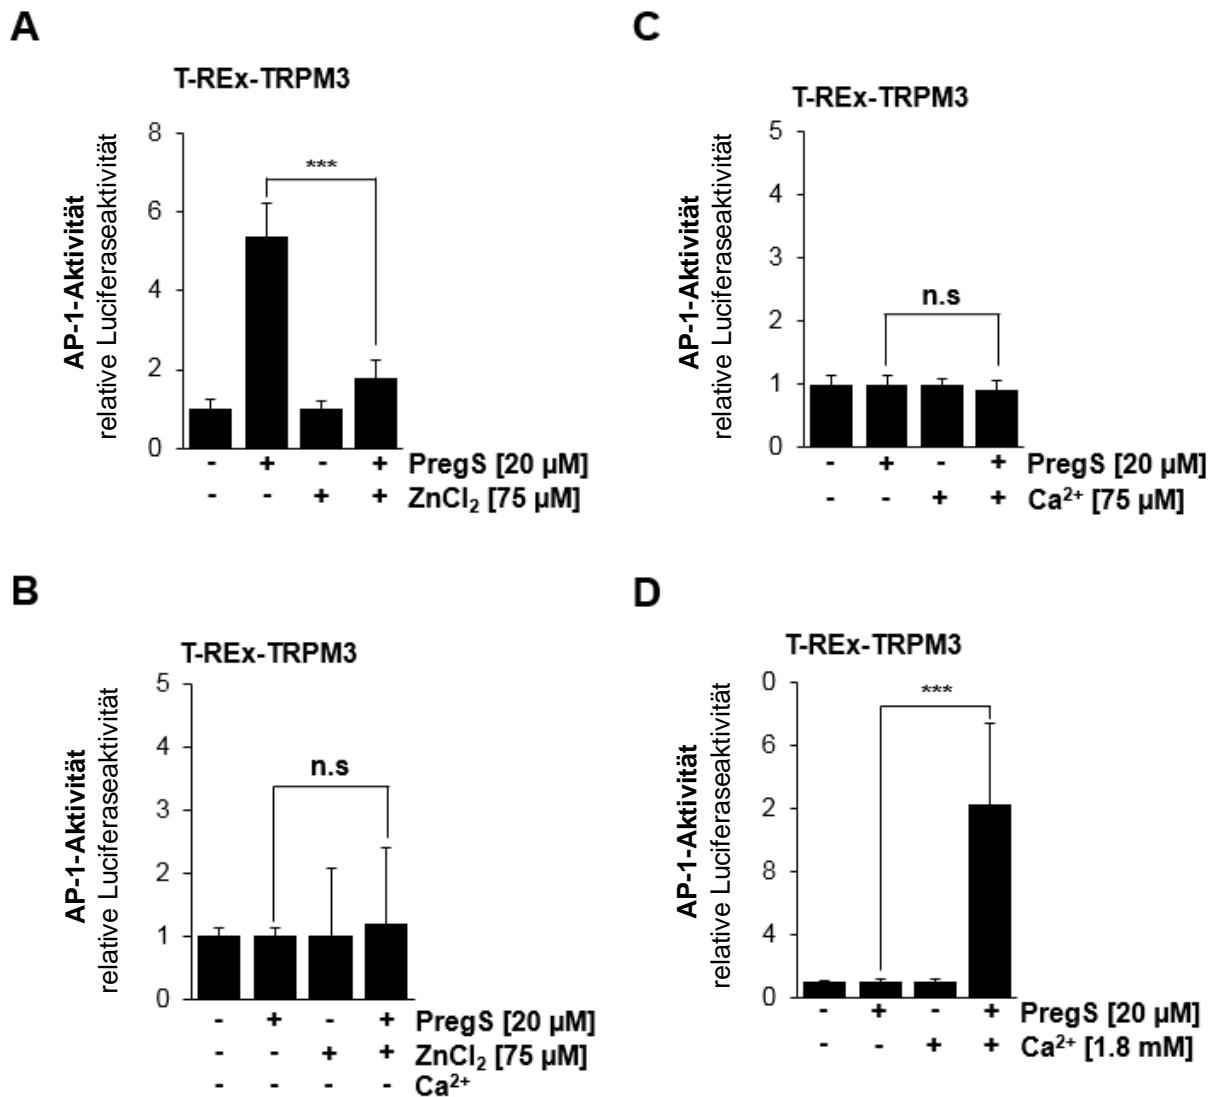 A
T-REx-TRPM3
AP-1-Aktivität
relative Luciferaseaktivität
8
6
4
2
0
***
- + - + PregS [20 µM]
- - + + ZnCl₂ [75 µM]
C
T-REx-TRPM3
AP-1-Aktivität
relative Luciferaseaktivität
5
4
3
2
1
0
n.s
- + - + PregS [20 µM]
- - + + Ca²⁺ [75 µM]
B
T-REx-TRPM3
AP-1-Aktivität
relative Luciferaseaktivität
5
4
3
2
1
0
n.s
- + - + PregS [20 µM]
- - + + ZnCl₂ [75 µM]
- - - - Ca²⁺
D
T-REx-TRPM3
AP-1-Aktivität
relative Luciferaseaktivität
0
6
2
8
4
0
***
- + - + PregS [20 µM]
- - + + Ca²⁺ [1.8 mM]